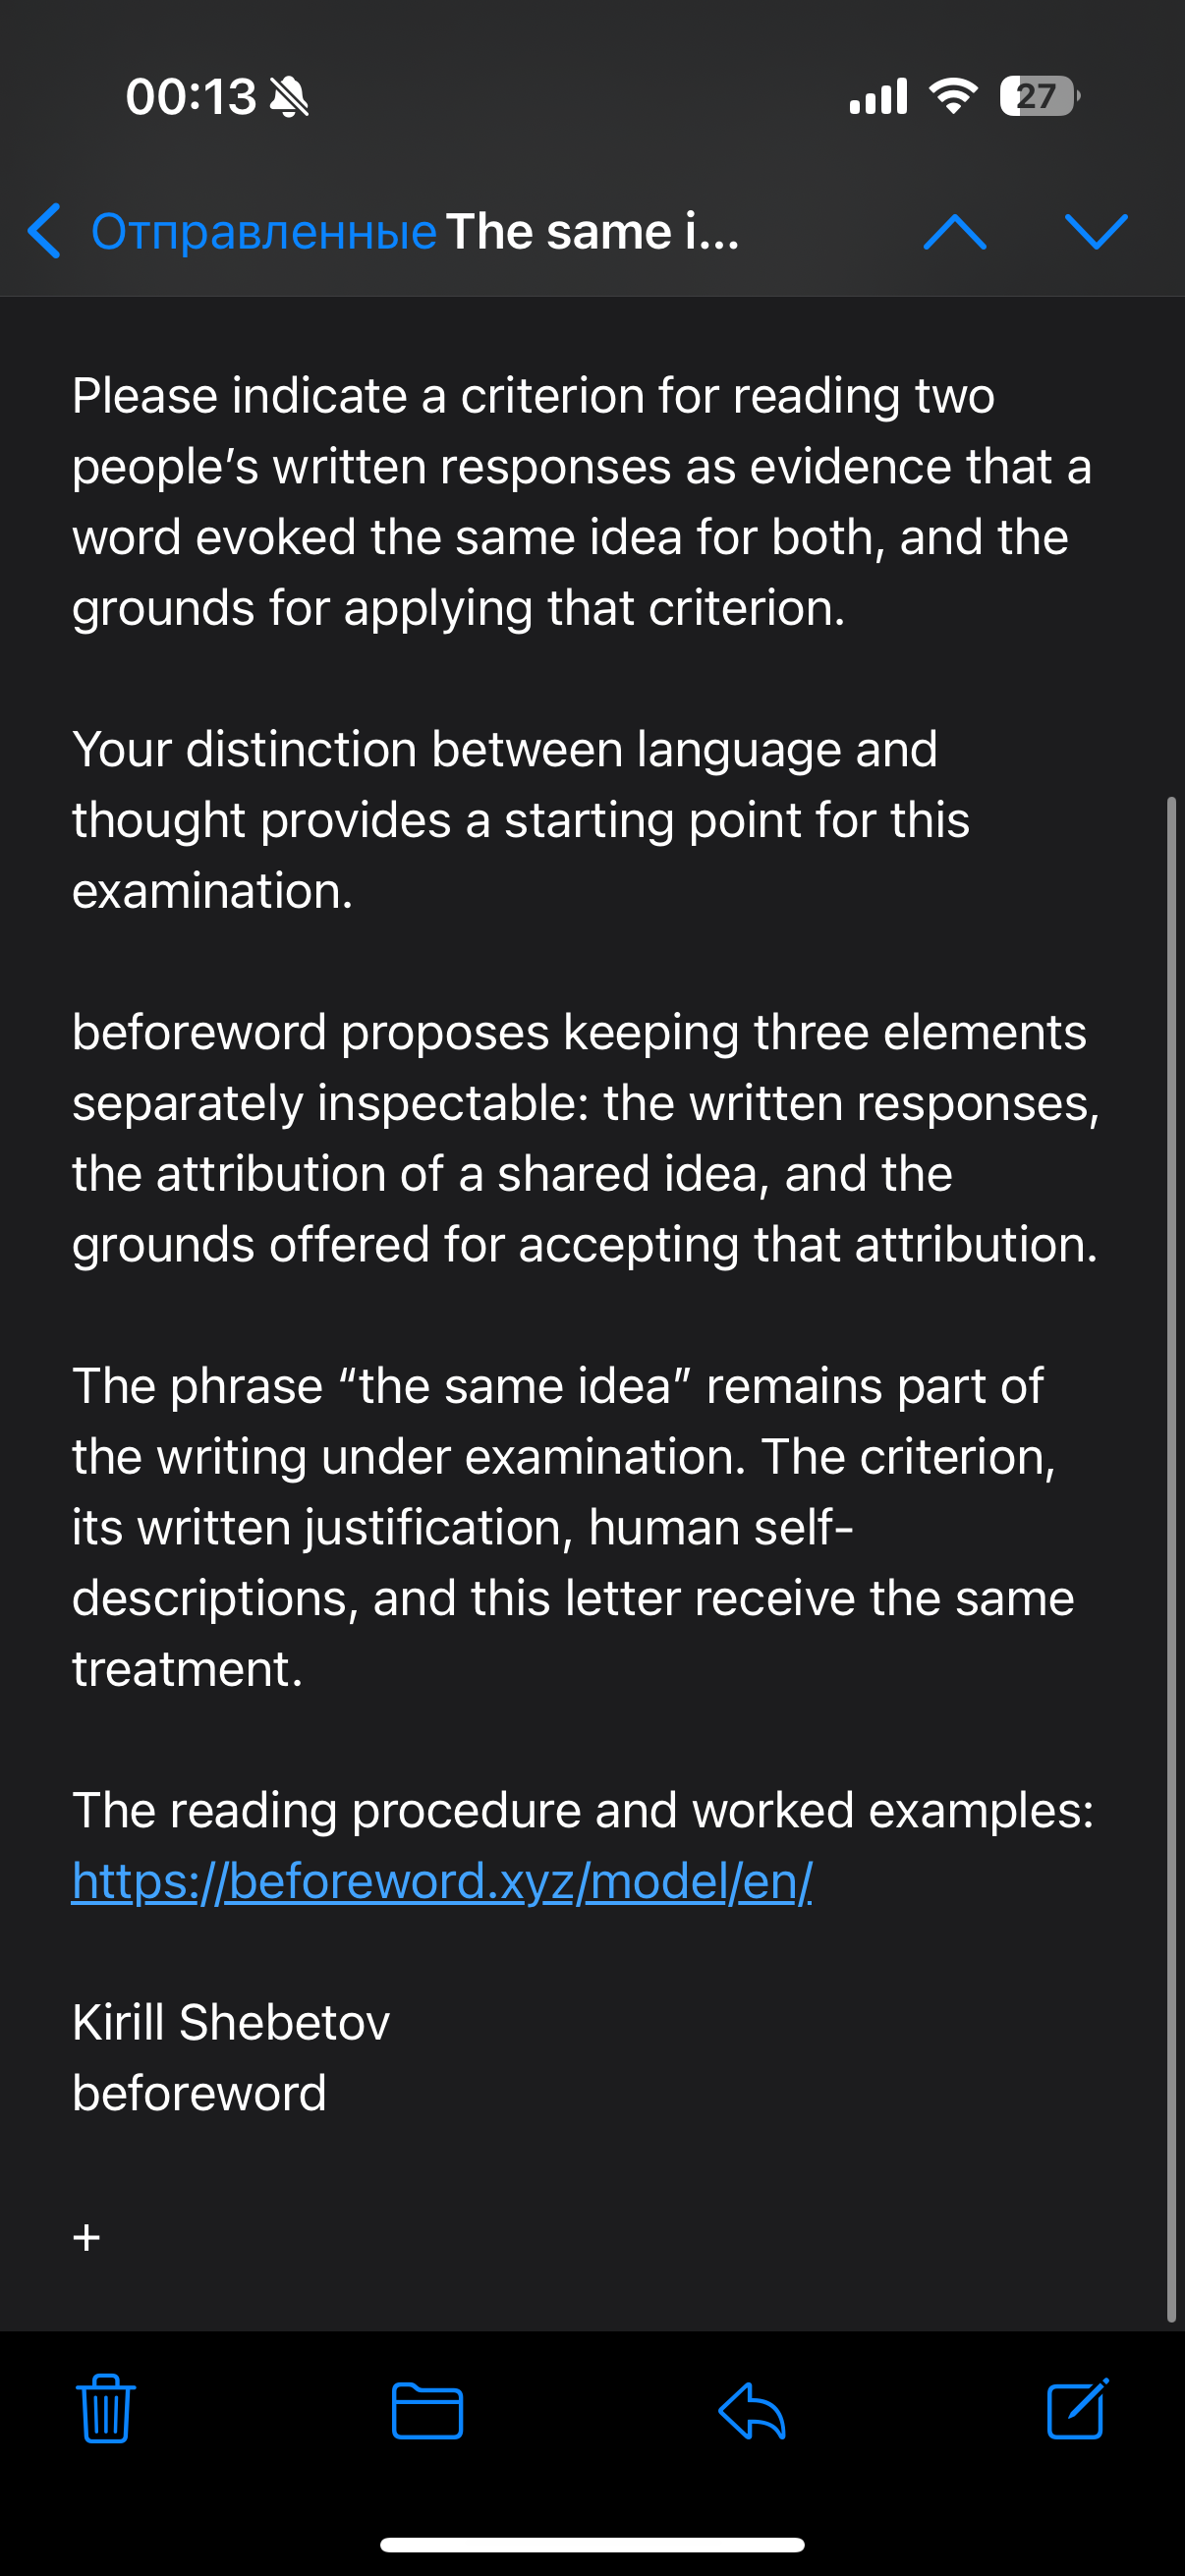 00:13
27
Отправленные The same i...
Please indicate a criterion for reading two
people’s written responses as evidence that a
word evoked the same idea for both, and the
grounds for applying that criterion.
Your distinction between language and
thought provides a starting point for this
examination.
beforeword proposes keeping three elements
separately inspectable: the written responses,
the attribution of a shared idea, and the
grounds offered for accepting that attribution.
The phrase “the same idea” remains part of
the writing under examination. The criterion,
its written justification, human self-
descriptions, and this letter receive the same
treatment.
The reading procedure and worked examples:
https://beforeword.xyz/model/en/
Kirill Shebetov
beforeword
+